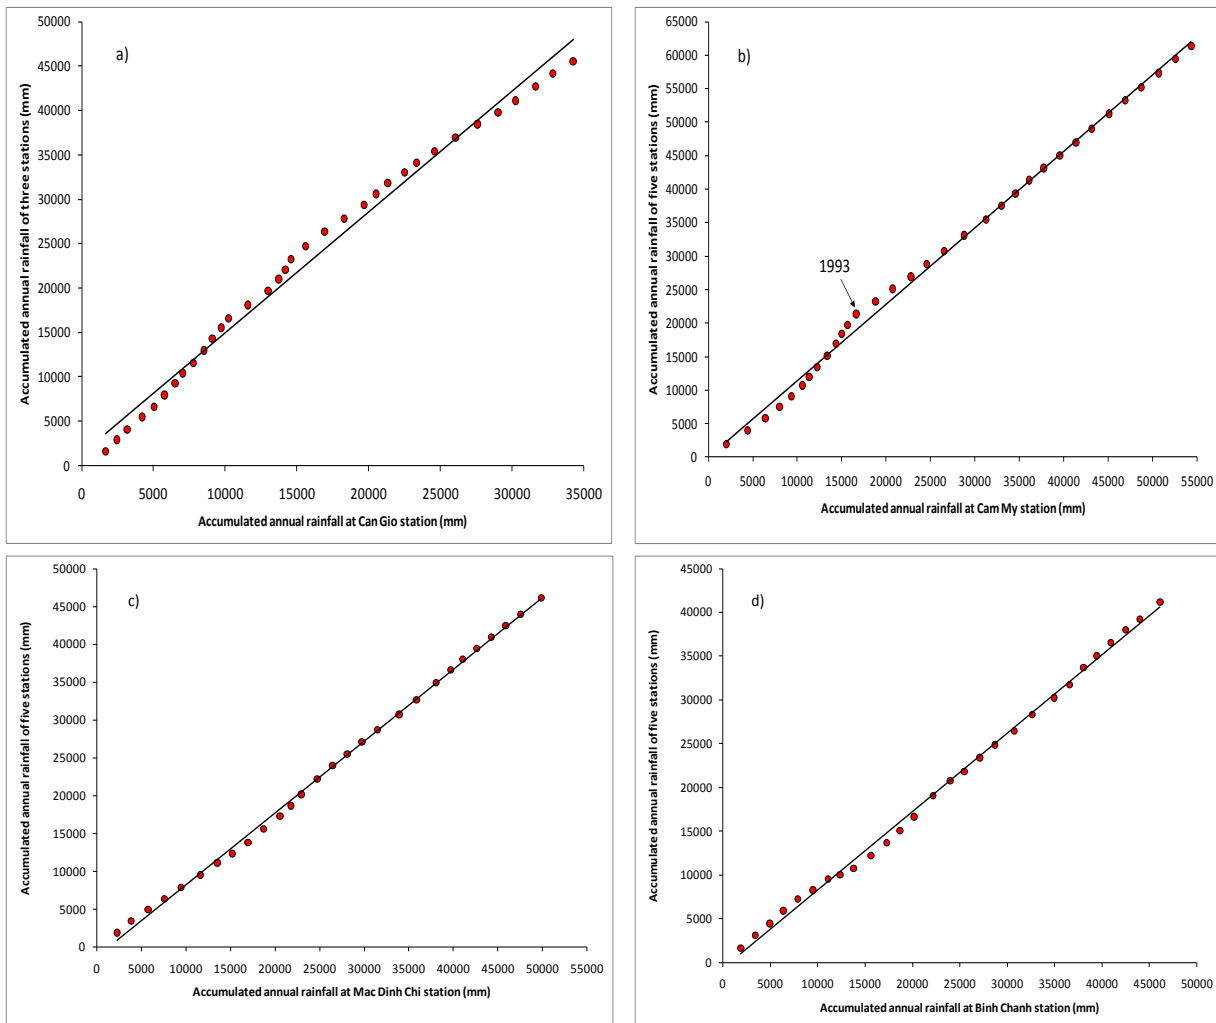 a)
Accumulated annual rainfall of three stations (mm)
50000
45000
40000
35000
30000
25000
20000
15000
10000
5000
0
0 5000 10000 15000 20000 25000 30000 35000
Accumulated annual rainfall at Can Gio station (mm)
b)
Accumulated annual rainfall of five stations (mm)
65000
60000
55000
50000
45000
40000
35000
30000
25000
20000
15000
10000
5000
0
1993
0 5000 10000 15000 20000 25000 30000 35000 40000 45000 50000 55000
Accumulated annual rainfall at Cam My station (mm)
c)
Accumulated annual rainfall of five stations (mm)
50000
45000
40000
35000
30000
25000
20000
15000
10000
5000
0
0 5000 10000 15000 20000 25000 30000 35000 40000 45000 50000 55000
Accumulated annual rainfall at Mac Dinh Chi station (mm)
d)
Accumulated annual rainfall of five stations (mm)
45000
40000
35000
30000
25000
20000
15000
10000
5000
0
0 5000 10000 15000 20000 25000 30000 35000 40000 45000 50000
Accumulated annual rainfall at Binh Chanh station (mm)